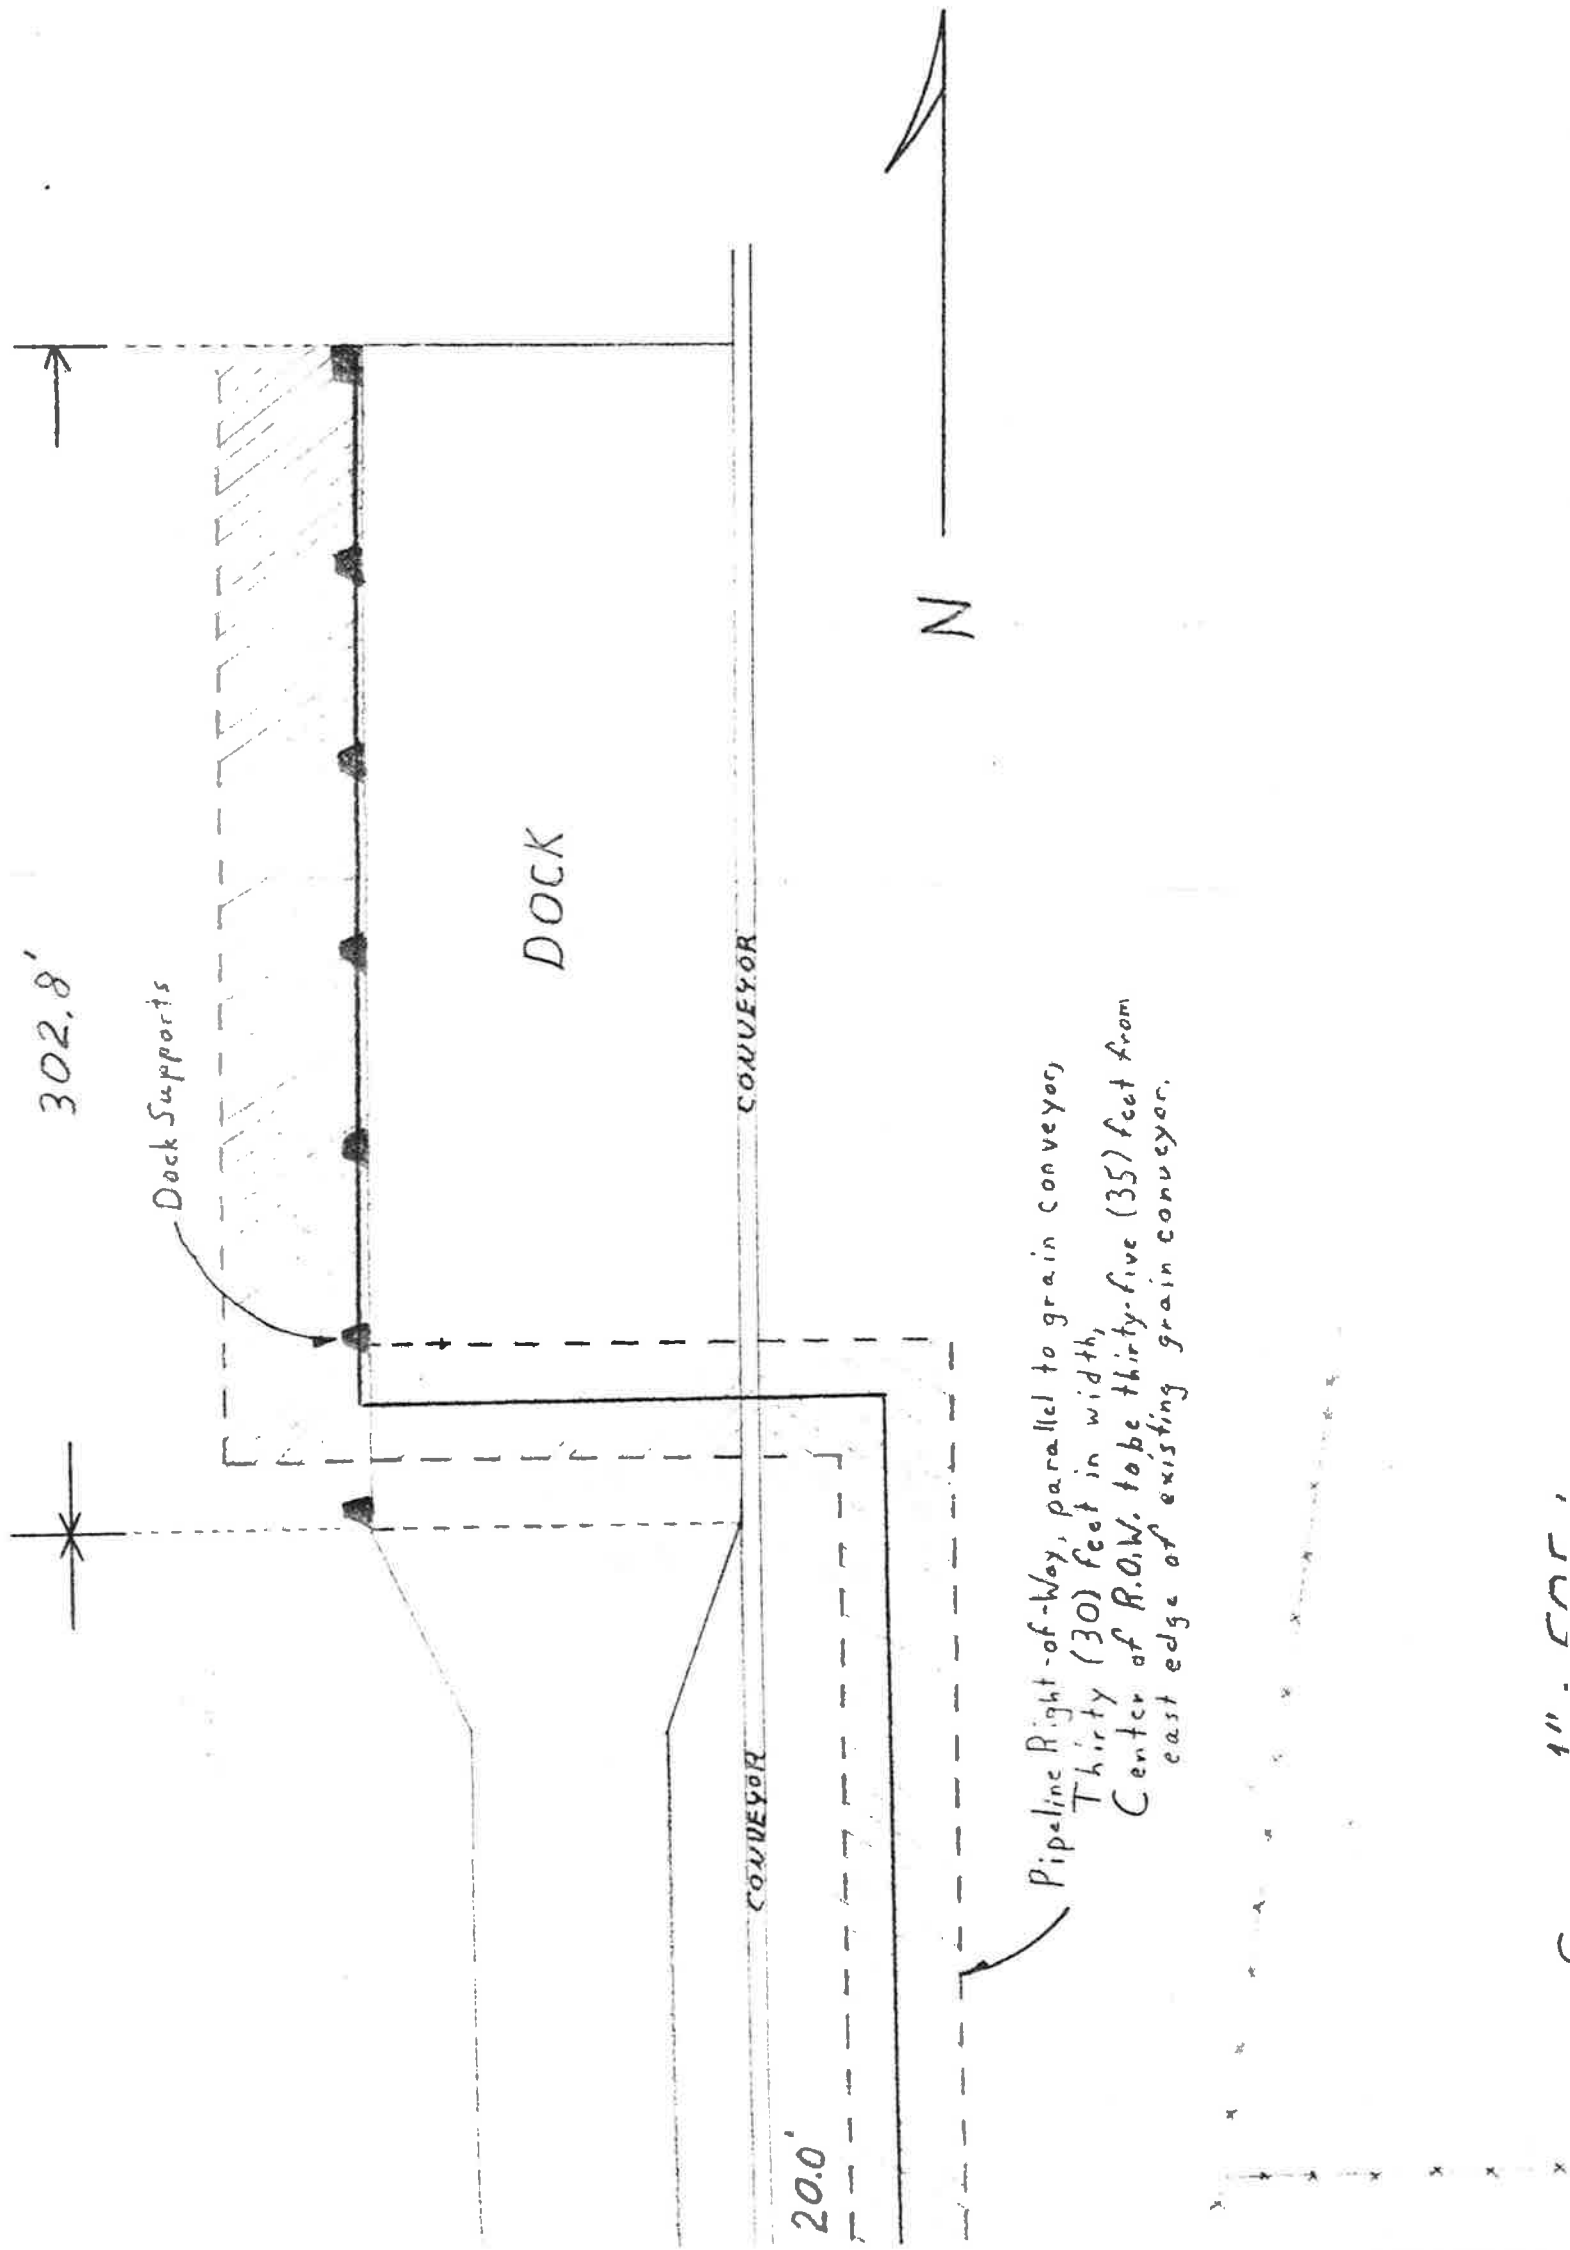 302.8'
Dock Supports
DOCK
CONVEYOR
N
CONVEYOR
20.0'
Pipeline Right-of-Way, parallel to grain conveyor,
Thirty (30) feet in width,
Center of R.O.W. to be thirty-five (35) feet from
east edge of existing grain conveyor.